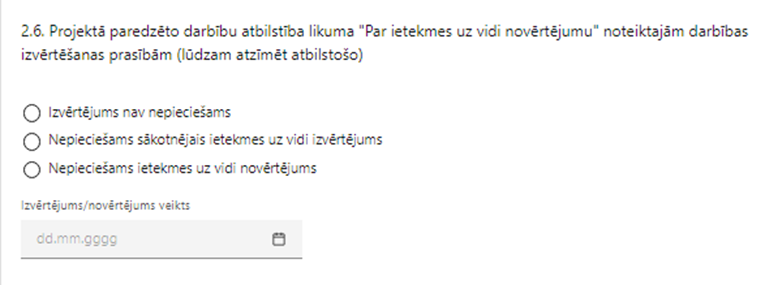 2.6. Projektā paredzēto darbību atbilstība likuma "Par ietekmes uz vidi novērtējumu" noteiktajām darbības
izvērtēšanas prasībām (lūdzam atzīmēt atbilstošo)
Izvērtējums nav nepieciešams
Nepieciešams sākotnējais ietekmes uz vidi izvērtējums
Nepieciešams ietekmes uz vidi novērtējums
Izvērtējums/novērtējums veikts
dd.mm.gggg